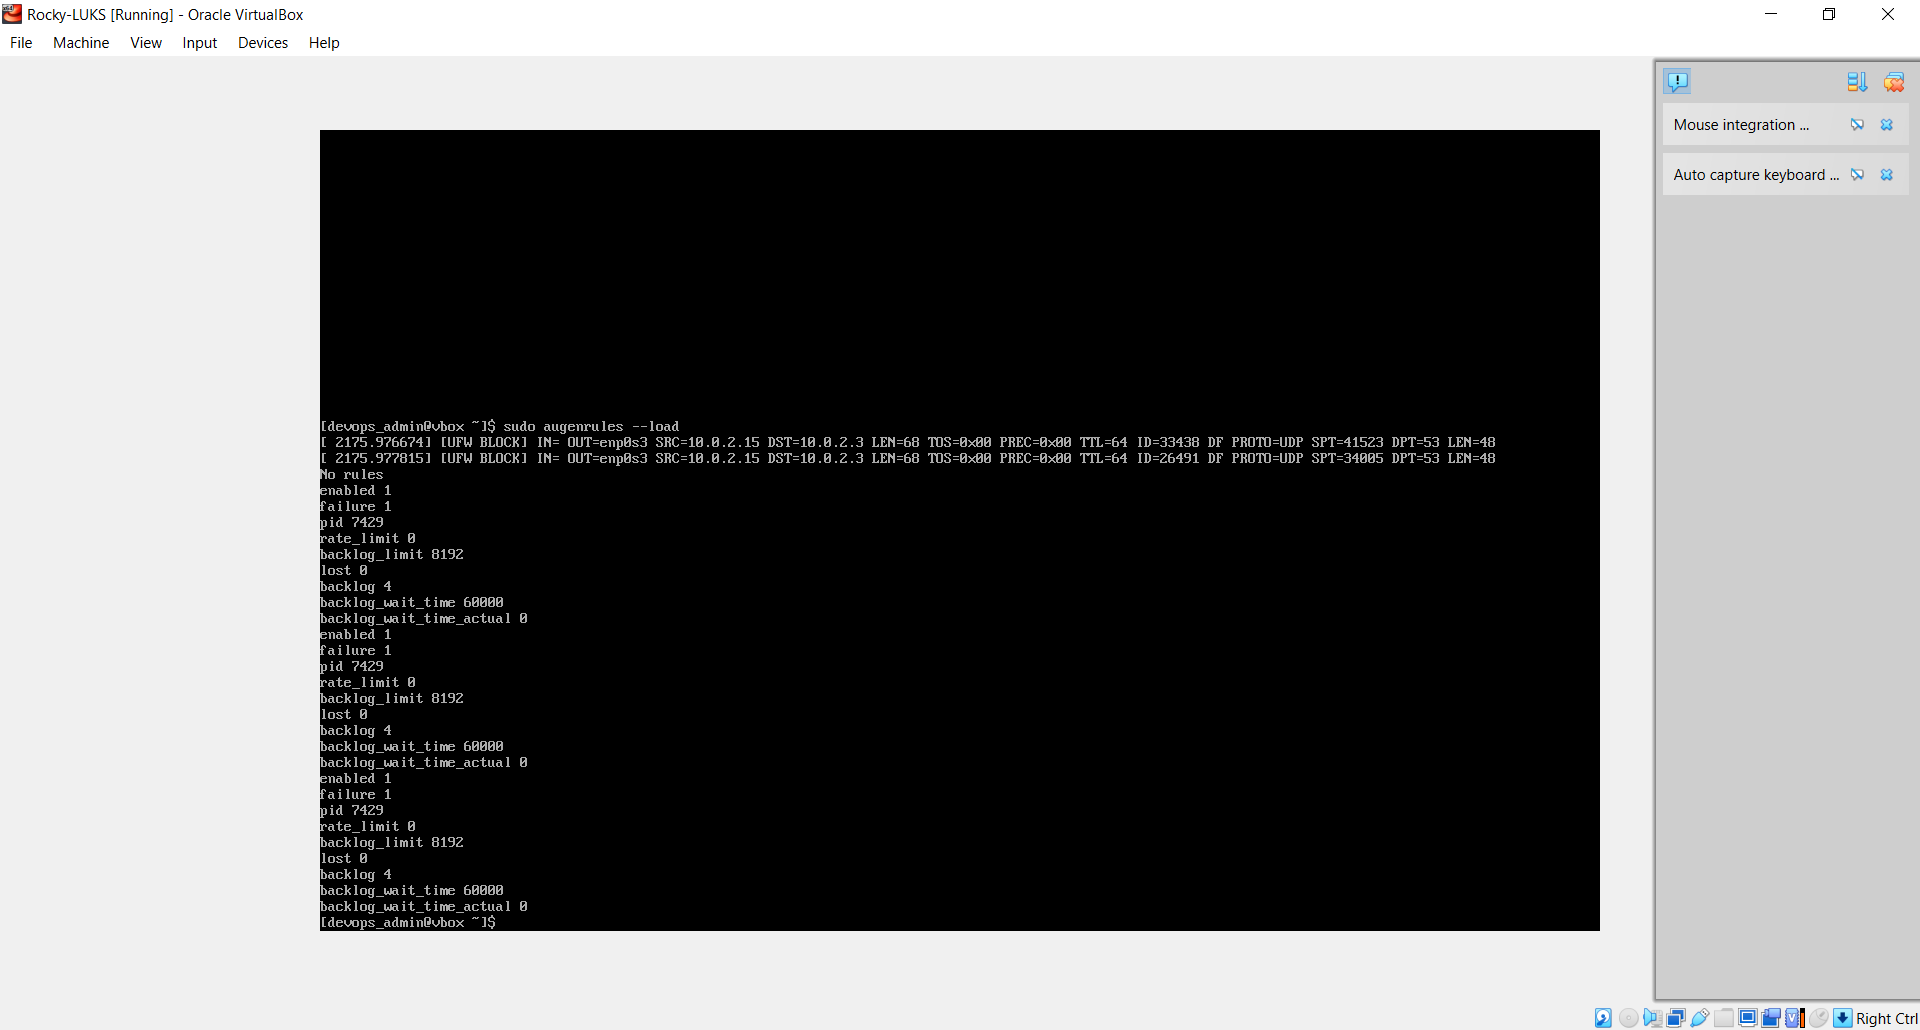 Rocky-LUKS [Running] - Oracle VirtualBox
File Machine View Input Devices Help
Mouse integration ...
Auto capture keyboard ...
[devops_admin@vbox ~]$ sudo augenrules --load
[ 2175.976674] [UFW BLOCK] IN= OUT=enp0s3 SRC=10.0.2.15 DST=10.0.2.3 LEN=68 TOS=0x00 PREC=0x00 TTL=64 ID=33438 DF PROTO=UDP SPT=41523 DPT=53 LEN=48
[ 2175.977815] [UFW BLOCK] IN= OUT=enp0s3 SRC=10.0.2.15 DST=10.0.2.3 LEN=68 TOS=0x00 PREC=0x00 TTL=64 ID=26491 DF PROTO=UDP SPT=34005 DPT=53 LEN=48
No rules
enabled 1
failure 1
pid 7429
rate_limit 0
backlog_limit 8192
lost 0
backlog 4
backlog_wait_time 60000
backlog_wait_time_actual 0
enabled 1
failure 1
pid 7429
rate_limit 0
backlog_limit 8192
lost 0
backlog 4
backlog_wait_time 60000
backlog_wait_time_actual 0
enabled 1
failure 1
pid 7429
rate_limit 0
backlog_limit 8192
lost 0
backlog 4
backlog_wait_time 60000
backlog_wait_time_actual 0
[devops_admin@vbox ~]$
Right Ctrl